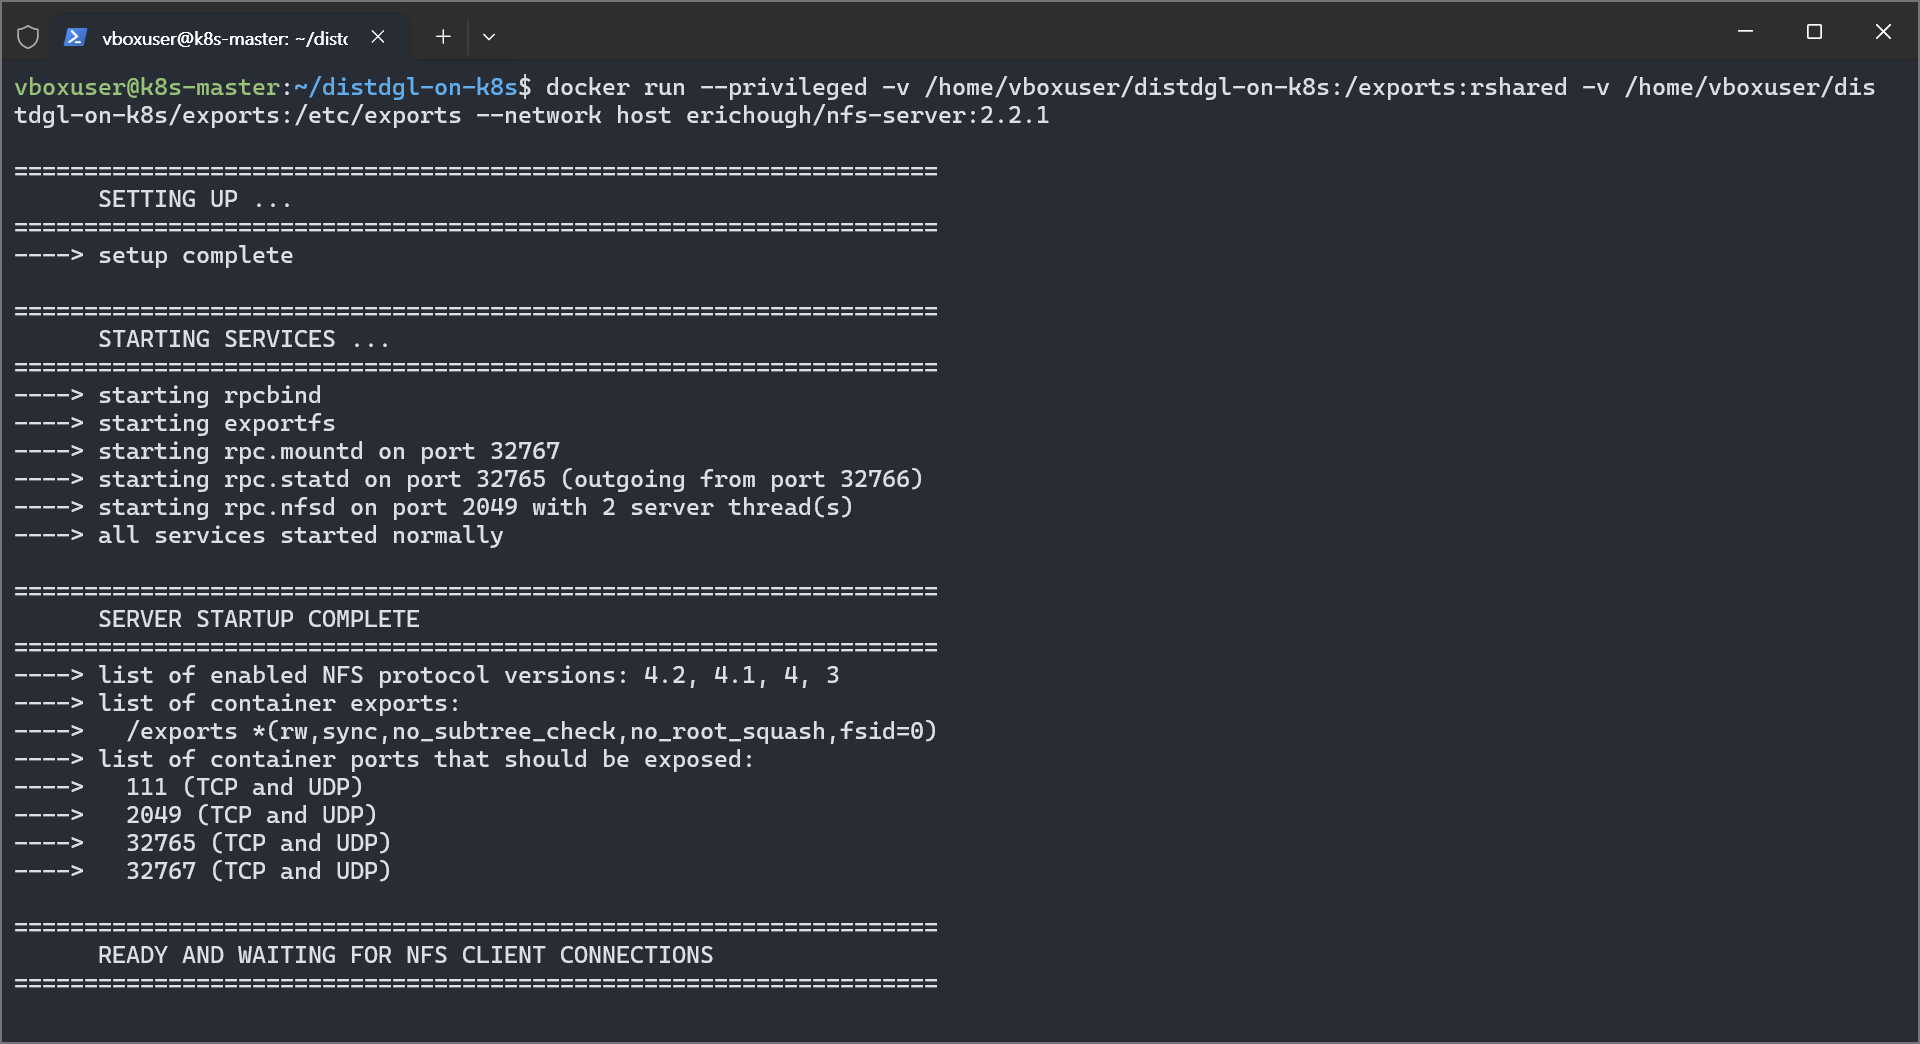 vboxuser@k8s-master: ~/dist
vboxuser@k8s-master:~/distdgl-on-k8s$ docker run --privileged -v /home/vboxuser/distdgl-on-k8s:/exports:rshared -v /home/vboxuser/dis
tdgl-on-k8s/exports:/etc/exports --network host erichough/nfs-server:2.2.1
==================================================================
SETTING UP ...
==================================================================
----> setup complete
==================================================================
STARTING SERVICES ...
==================================================================
----> starting rpcbind
----> starting exportfs
----> starting rpc.mountd on port 32767
----> starting rpc.statd on port 32765 (outgoing from port 32766)
----> starting rpc.nfsd on port 2049 with 2 server thread(s)
----> all services started normally
==================================================================
SERVER STARTUP COMPLETE
==================================================================
----> list of enabled NFS protocol versions: 4.2, 4.1, 4, 3
----> list of container exports:
---->   /exports *(rw,sync,no_subtree_check,no_root_squash,fsid=0)
----> list of container ports that should be exposed:
---->   111 (TCP and UDP)
---->   2049 (TCP and UDP)
---->   32765 (TCP and UDP)
---->   32767 (TCP and UDP)
==================================================================
READY AND WAITING FOR NFS CLIENT CONNECTIONS
==================================================================